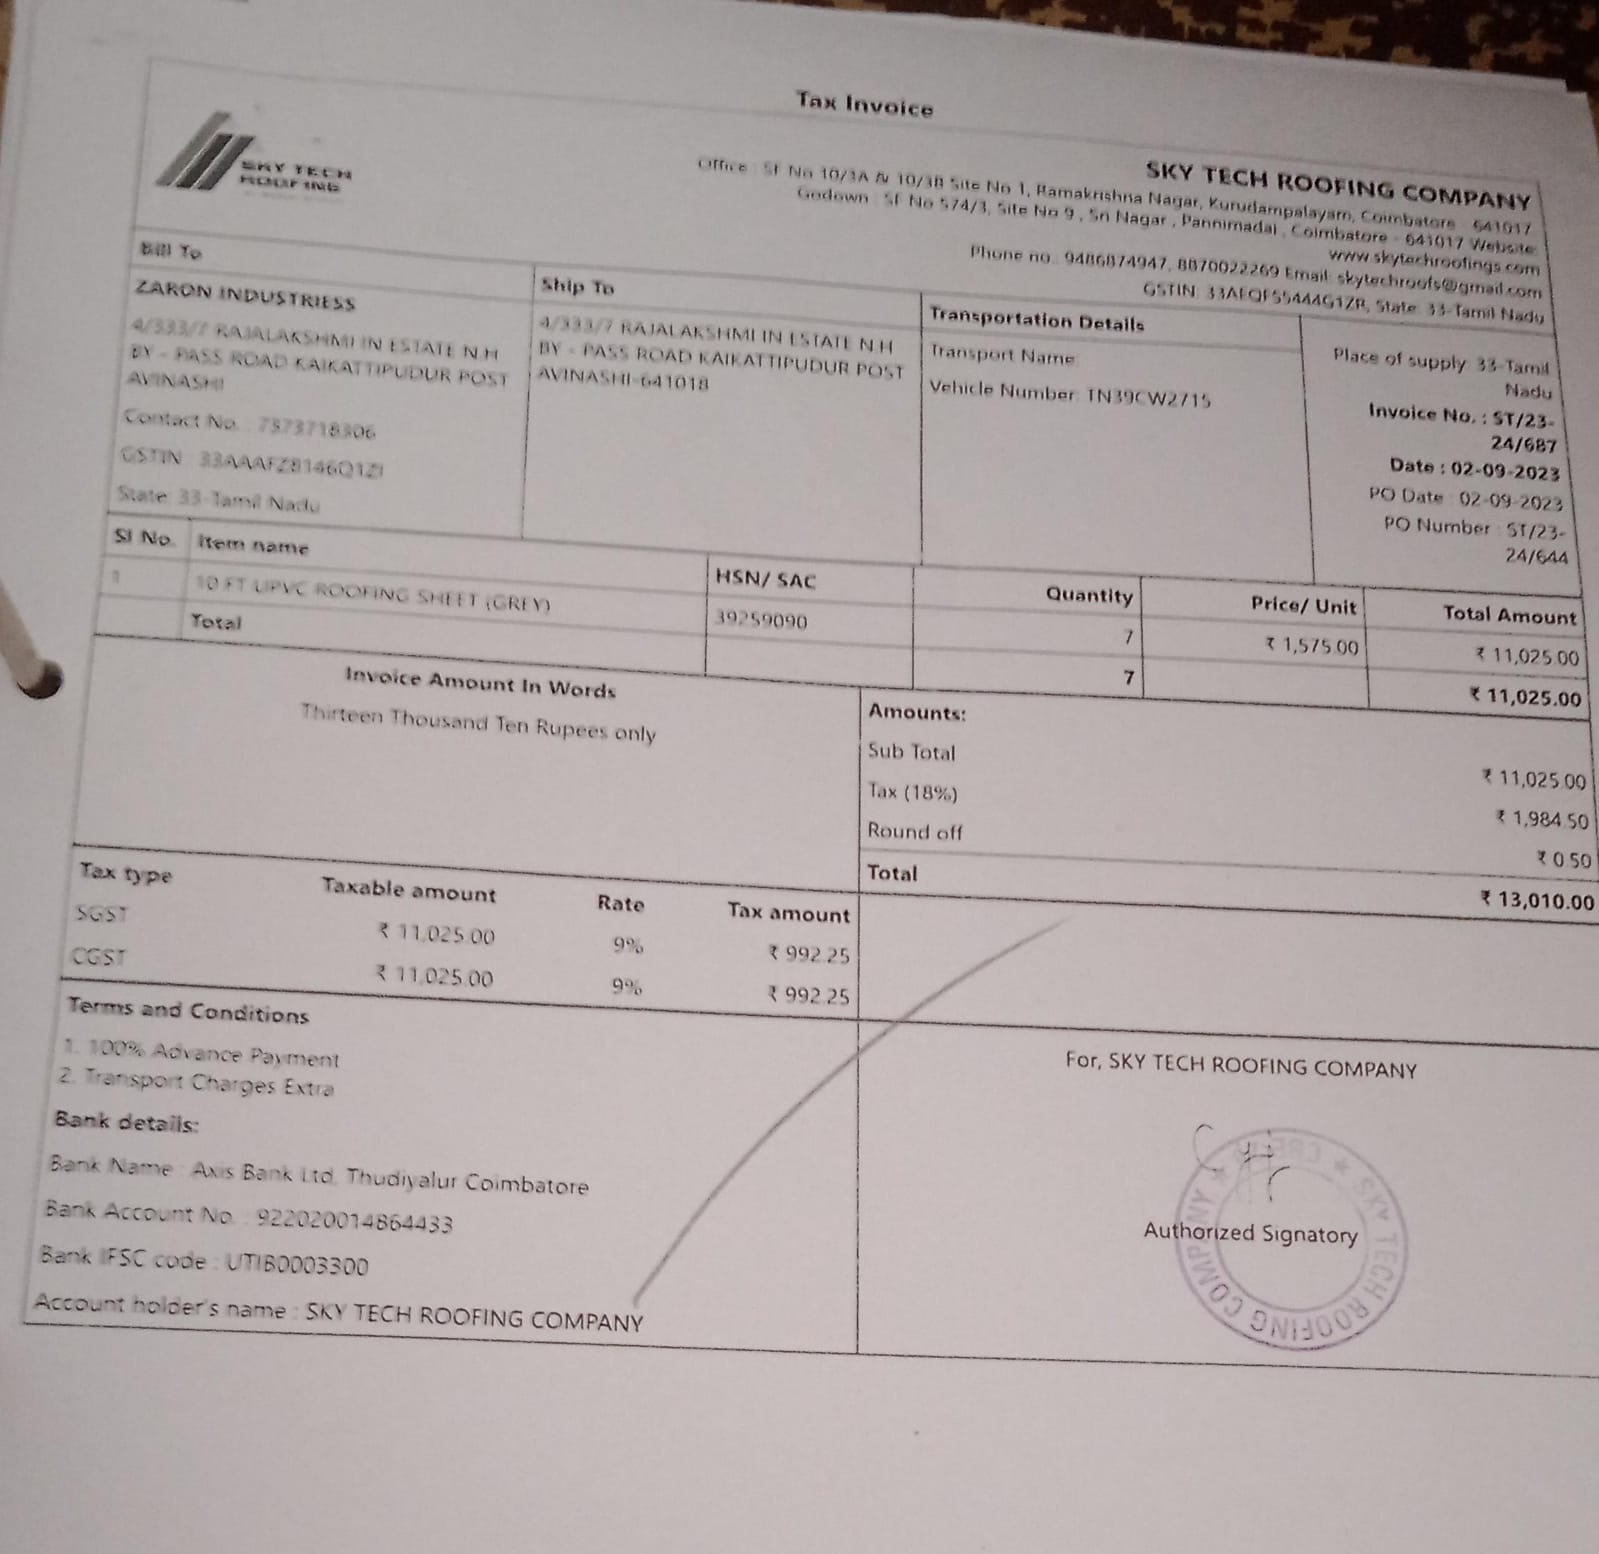 Tax Invoice
SKY TECH
ROOFING
SKY TECH ROOFING COMPANY
Office : SF No 10/3A & 10/3B Site No 1, Ramakrishna Nagar, Kurudampalayam, Coimbatore - 641017
Godown : SF No 574/3, Site No 9 , Sri Nagar , Pannimadai , Coimbatore - 641017 Website:
www.skytechroofings.com
Phone no.: 9486874947, 8870022269 Email: skytechroofs@gmail.com
State: 33-Tamil Nadu
Bill To
ZARON INDUSTRIESS
4/333/7 RAJALAKSHMI IN ESTATE N.H
BY - PASS ROAD KAIKATTIPUDUR POST
AVINASHI
Contact No. : 7373718306
GSTIN :
State: 33-Tamil Nadu
Ship To
4/333/7 RAJALAKSHMI IN ESTATE N.H
BY - PASS ROAD KAIKATTIPUDUR POST
AVINASHI-641018
Transportation Details
Transport Name:
Vehicle Number: TN39CW2715
Place of supply: 33-Tamil
Nadu
Invoice No. : ST/23-
24/687
Date : 02-09-2023
PO Date : 02-09-2023
PO Number : ST/23-
24/644
Sl No. Item name HSN/ SAC Quantity Price/ Unit Total Amount
1 10 FT UPVC ROOFING SHEET (GREY) 39259090 7 ₹ 1,575.00 ₹ 11,025.00
Total 7 ₹ 11,025.00
Invoice Amount In Words
Thirteen Thousand Ten Rupees only
Amounts:
Sub Total ₹ 11,025.00
Tax (18%) ₹ 1,984.50
Round off ₹ 0.50
Total ₹ 13,010.00
Tax type Taxable amount Rate Tax amount
SGST ₹ 11,025.00 9% ₹ 992.25
CGST ₹ 11,025.00 9% ₹ 992.25
Terms and Conditions
1. 100% Advance Payment
2. Transport Charges Extra
Bank details:
Bank Name : Axis Bank Ltd, Thudiyalur Coimbatore
Bank Account No. : 922020014864433
Bank IFSC code : UTIB0003300
Account holder's name : SKY TECH ROOFING COMPANY
For, SKY TECH ROOFING COMPANY
Authorized Signatory
★ SKY TECH ROOFING COMPANY ★